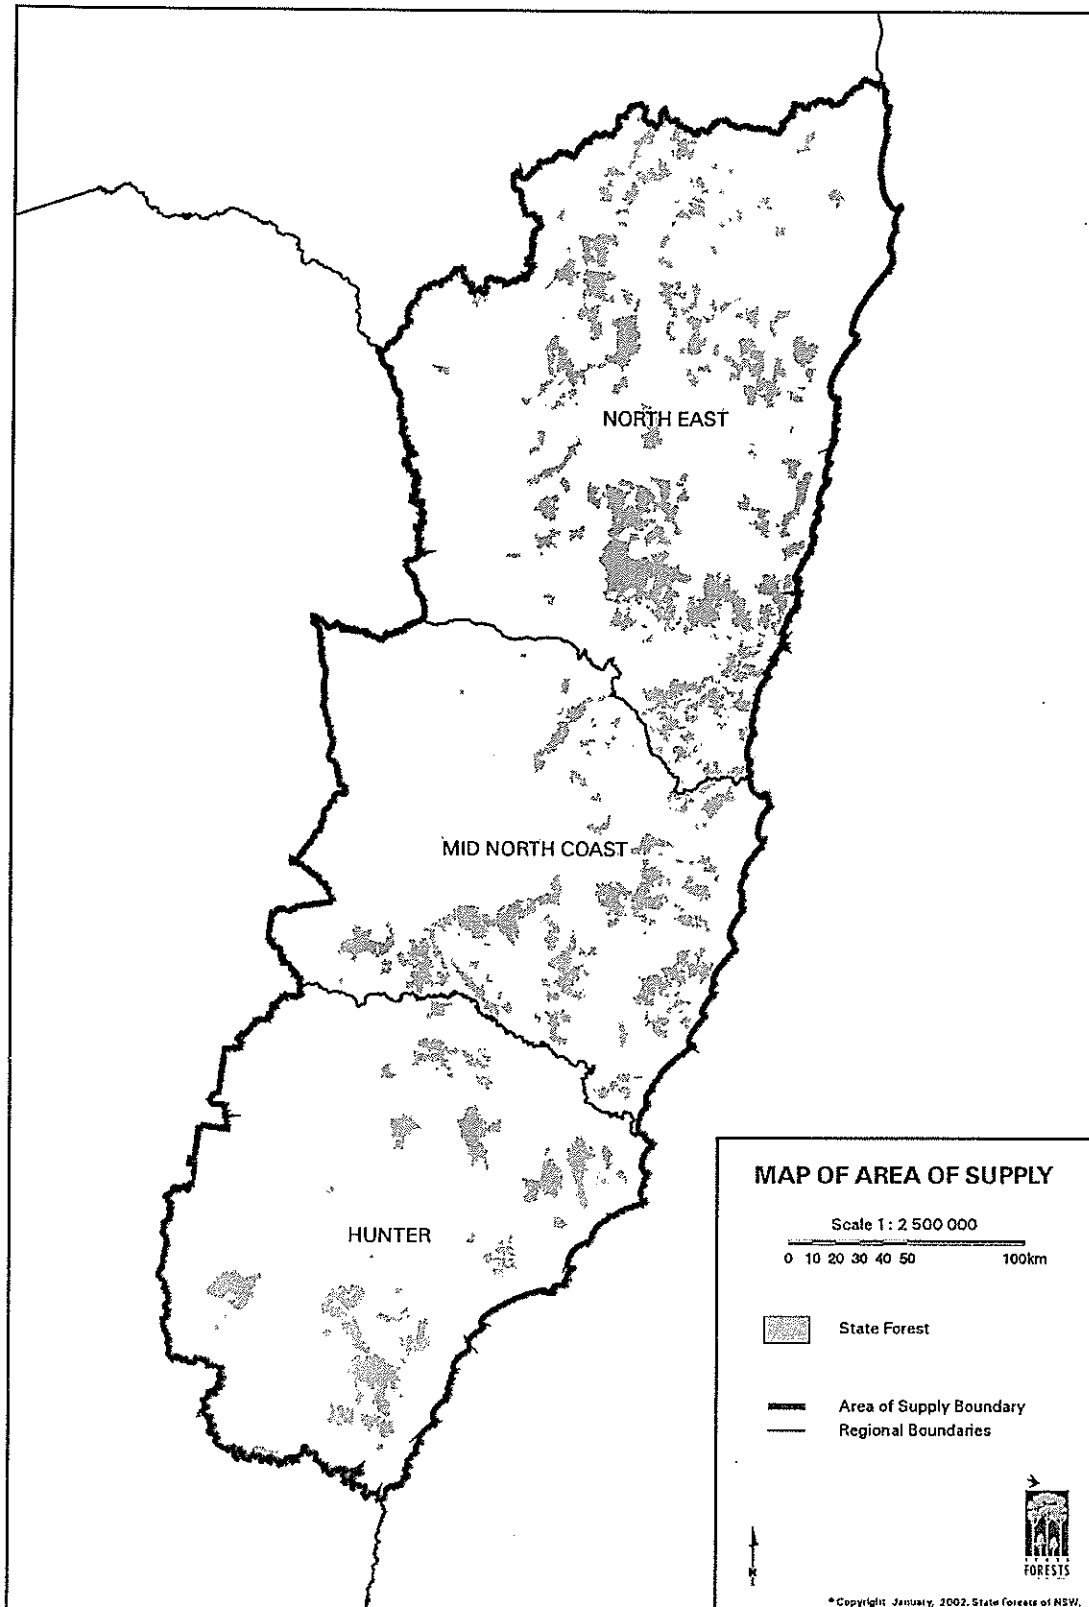 NORTH EAST
MID NORTH COAST
HUNTER
MAP OF AREA OF SUPPLY
Scale 1 : 2 500 000
0 10 20 30 40 50 100km
State Forest
Area of Supply Boundary
Regional Boundaries
N
STATE
FORESTS
* Copyright January, 2002. State Forests of NSW.